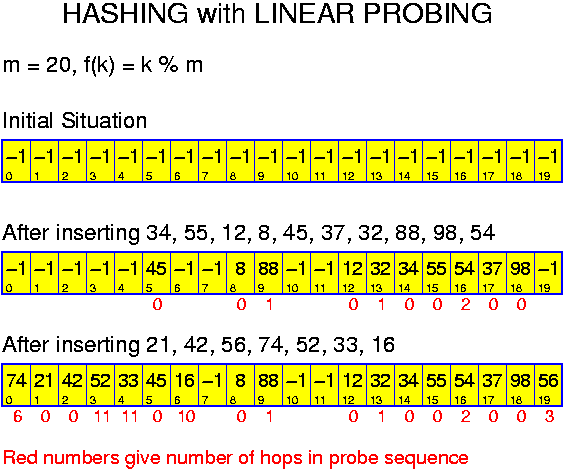 HASHING with LINEAR PROBING
m = 20, f(k) = k % m
Initial Situation
–1 –1 –1 –1 –1 –1 –1 –1 –1 –1 –1 –1 –1 –1 –1 –1 –1 –1 –1 –1
0 1 2 3 4 5 6 7 8 9 10 11 12 13 14 15 16 17 18 19
After inserting 34, 55, 12, 8, 45, 37, 32, 88, 98, 54
–1 –1 –1 –1 –1 45 –1 –1 8 88 –1 –1 12 32 34 55 54 37 98 –1
0 1 2 3 4 5 6 7 8 9 10 11 12 13 14 15 16 17 18 19
0 0 1 0 1 0 0 2 0 0
After inserting 21, 42, 56, 74, 52, 33, 16
74 21 42 52 33 45 16 –1 8 88 –1 –1 12 32 34 55 54 37 98 56
0 1 2 3 4 5 6 7 8 9 10 11 12 13 14 15 16 17 18 19
6 0 0 11 11 0 10 0 1 0 1 0 0 2 0 0 3
Red numbers give number of hops in probe sequence